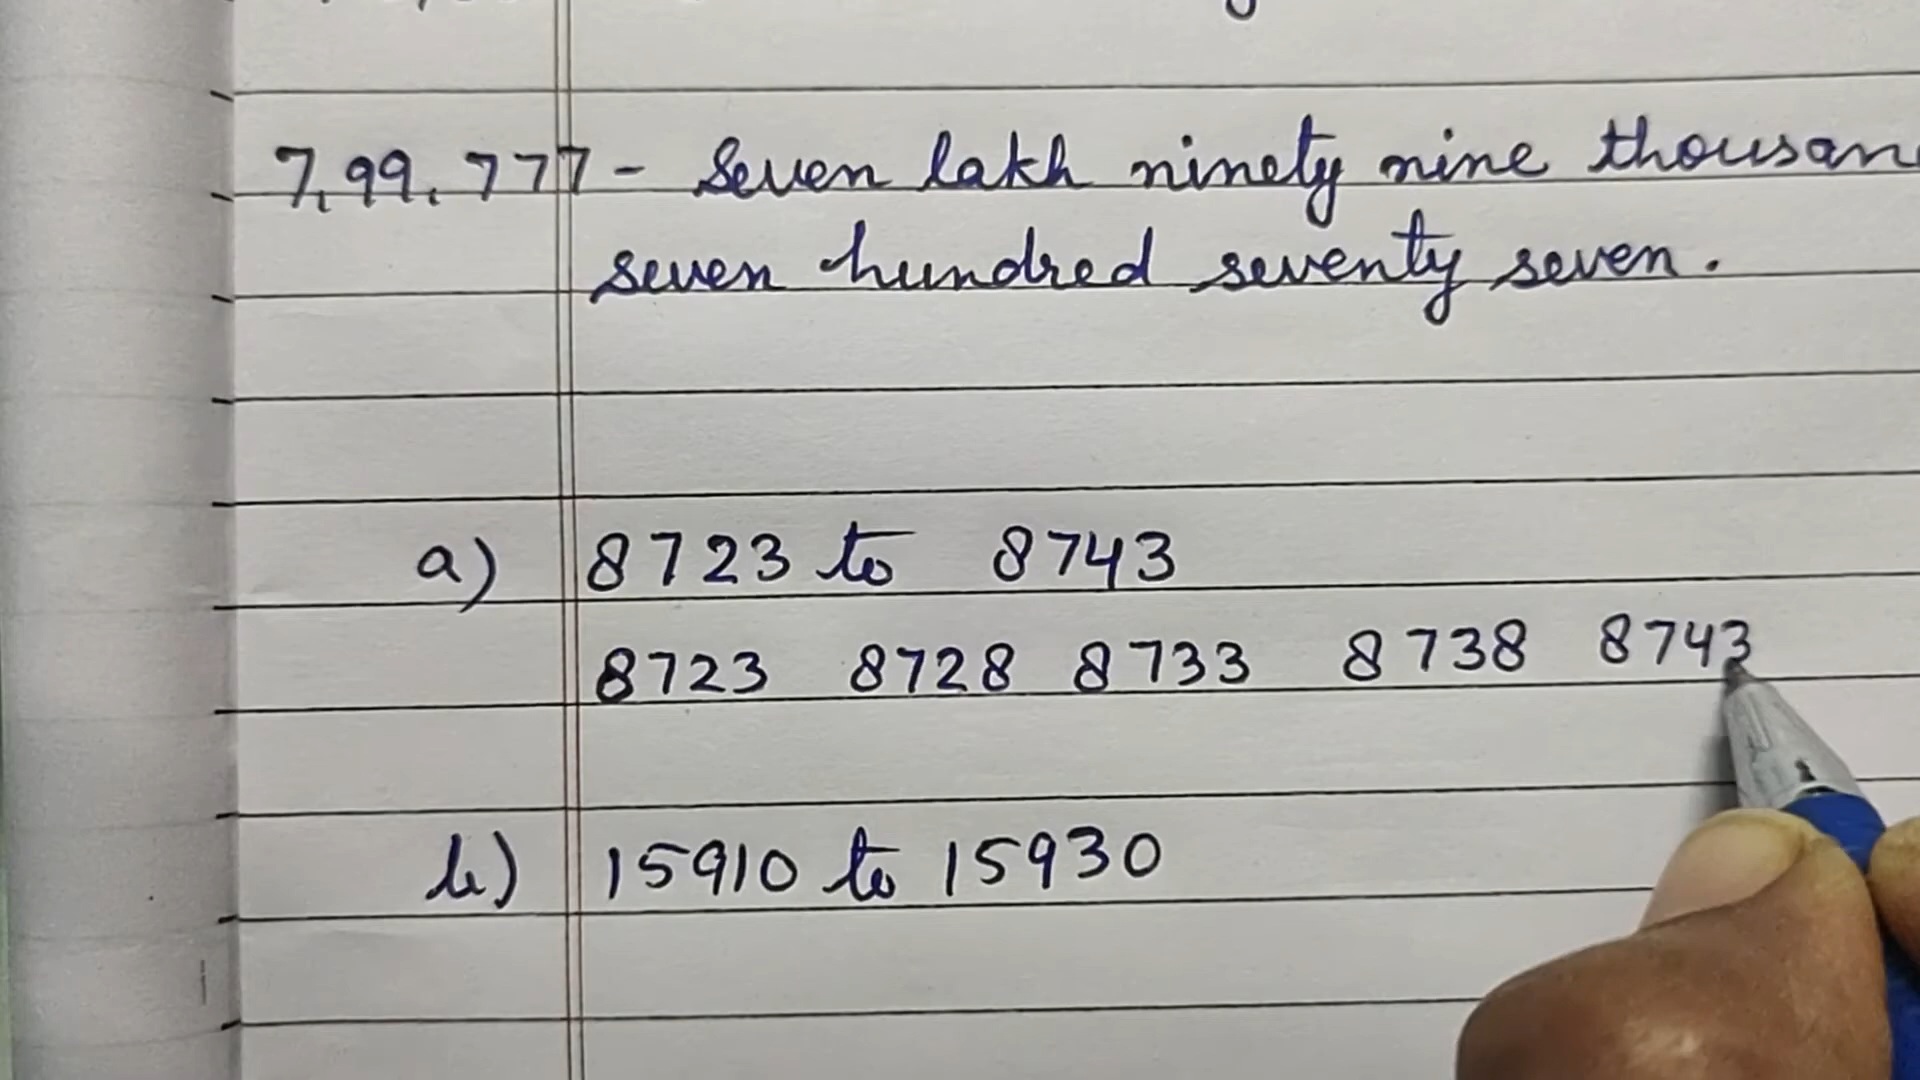 7,99,777 - Seven lakh ninety nine thousan
seven hundred seventy seven.
a) 8723 to 8743
8723 8728 8733 8738 8743
b) 15910 to 15930